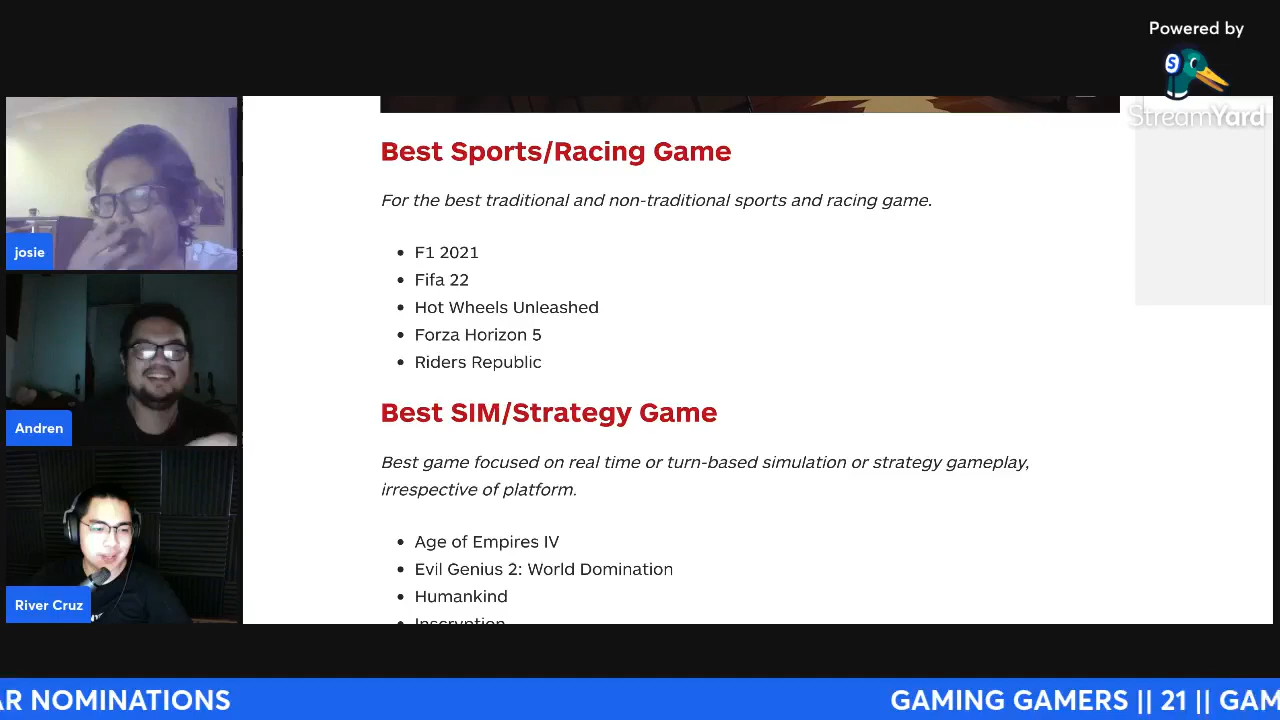 Powered by
StreamYard
josie
Andren
River Cruz
Best Sports/Racing Game
For the best traditional and non-traditional sports and racing game.
• F1 2021
• Fifa 22
• Hot Wheels Unleashed
• Forza Horizon 5
• Riders Republic
Best SIM/Strategy Game
Best game focused on real time or turn-based simulation or strategy gameplay,
irrespective of platform.
• Age of Empires IV
• Evil Genius 2: World Domination
• Humankind
• Inscryption
AR NOMINATIONS GAMING GAMERS || 21 || GAM